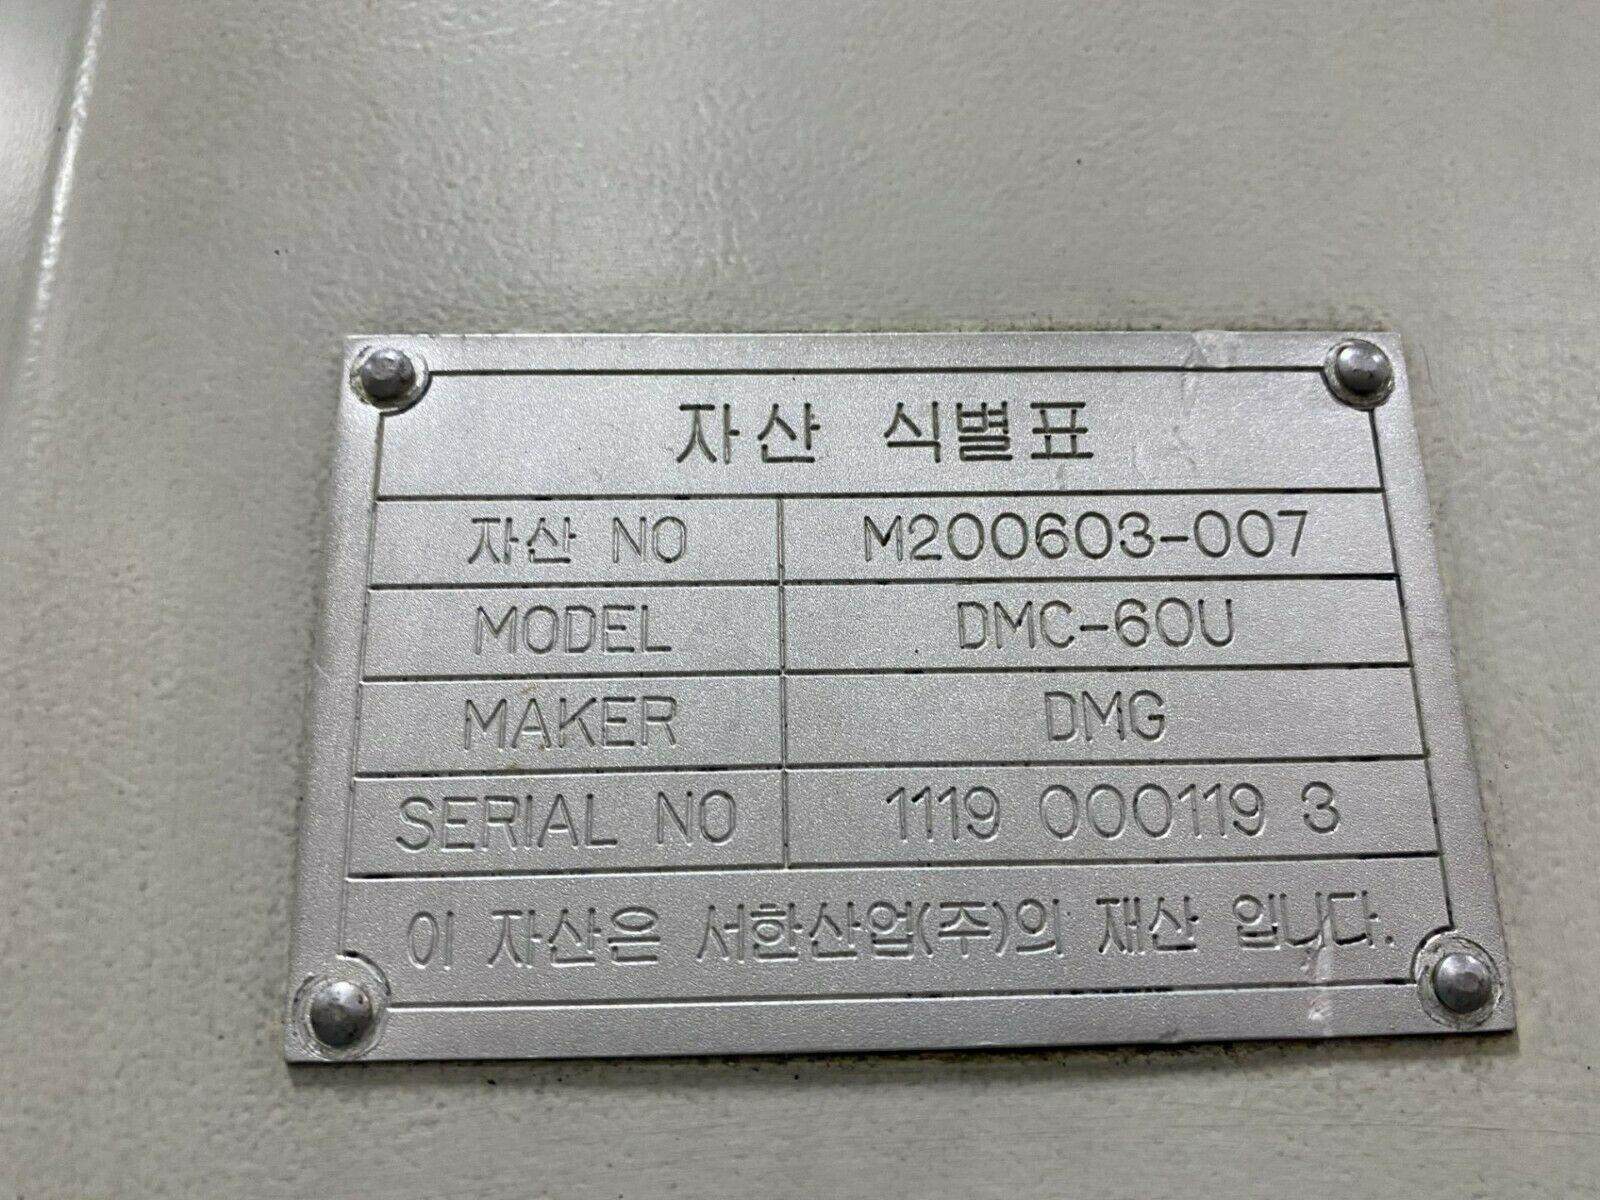 자산 식별표
자산 NO M200603-007
MODEL DMC-60U
MAKER DMG
SERIAL NO 1119 000119 3
이 자산은 서한산업(주)의 재산 입니다.